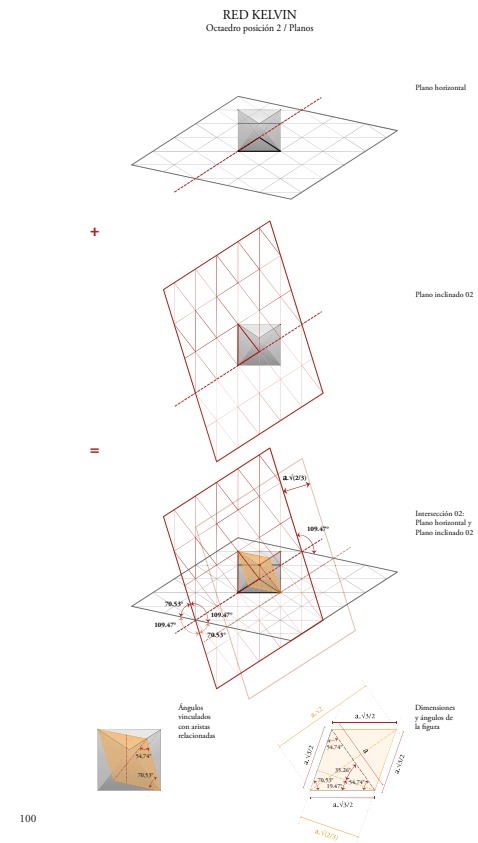 RED KELVIN
Octaedro posición 2 / Planos
Plano horizontal
+
Plano inclinado 02
=
a.√(2/3)
109.47°
Intersección 02:
Plano horizontal y
Plano inclinado 02
70.53°
109.47°
109.47°
70.53°
Ángulos
vinculados
con aristas
relacionadas
54,74°
70,53°
Dimensiones
y ángulos de
la figura
a.√2
a.√3/2
a.√3/2
54,74°
a
a.√3/2
35.26°
70,53°
54,74°
19.47°
a.√3/2
a.√(2/3)
100